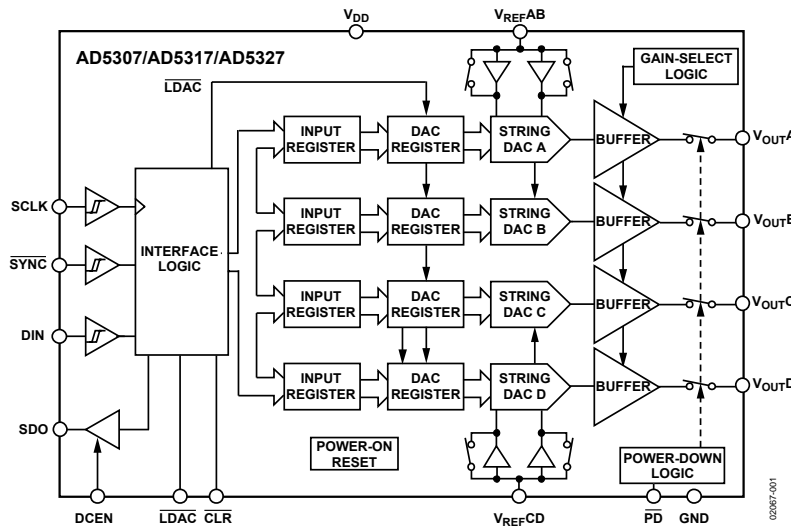 VDD
VREFAB
AD5307/AD5317/AD5327
LDAC
GAIN-SELECT
LOGIC
INPUT
REGISTER
DAC
REGISTER
STRING
DAC A
BUFFER
VOUTA
SCLK
INPUT
REGISTER
DAC
REGISTER
STRING
DAC B
BUFFER
VOUTB
SYNC
INTERFACE
LOGIC
DIN
INPUT
REGISTER
DAC
REGISTER
STRING
DAC C
BUFFER
VOUTC
INPUT
REGISTER
DAC
REGISTER
STRING
DAC D
BUFFER
VOUTD
SDO
POWER-ON
RESET
POWER-DOWN
LOGIC
DCEN
LDAC
CLR
VREFCD
PD
GND
02067-001